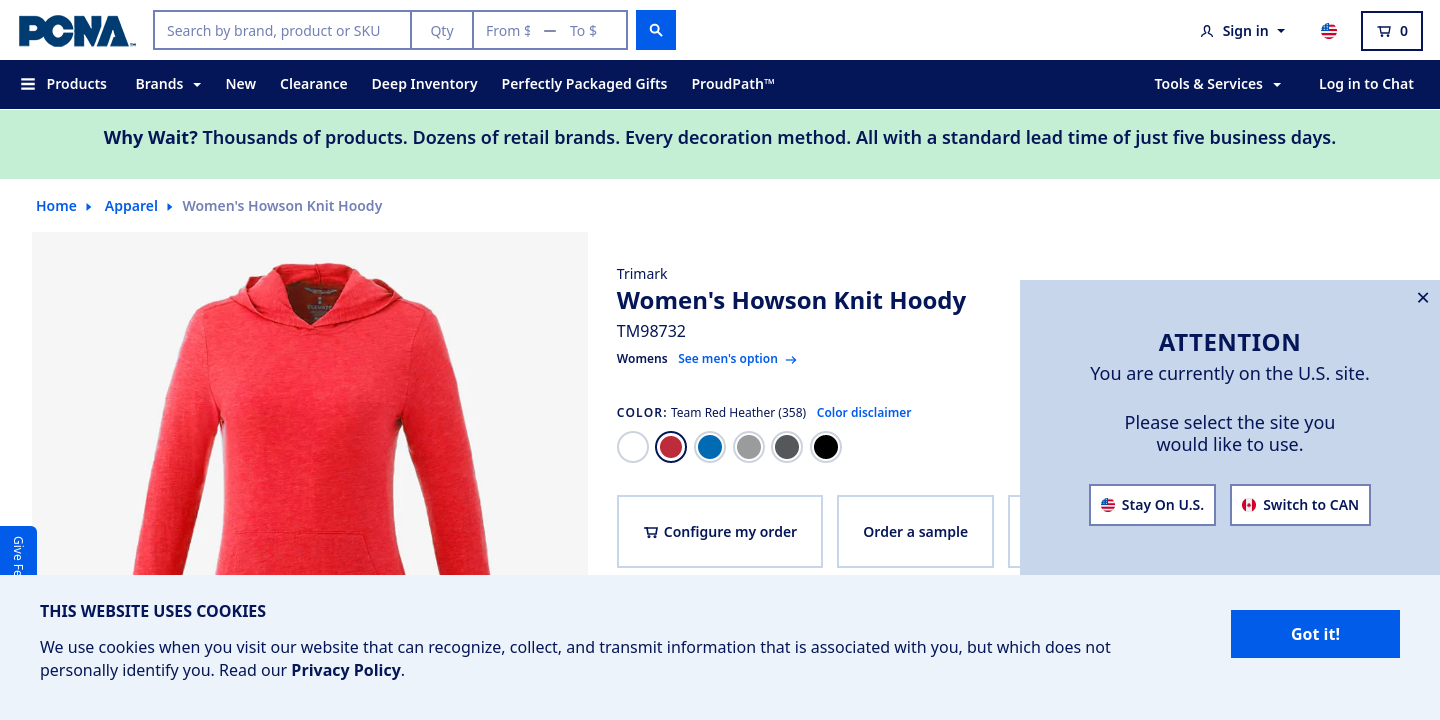 PCNA
Search by brand, product or SKU
Qty
From $
To $
Sign in
0
Products
Brands
New
Clearance
Deep Inventory
Perfectly Packaged Gifts
ProudPath™
Tools & Services
Log in to Chat
Why Wait? Thousands of products. Dozens of retail brands. Every decoration method. All with a standard lead time of just five business days.
Home
Apparel
Women's Howson Knit Hoody
Trimark
Women's Howson Knit Hoody
TM98732
Womens
See men's option
COLOR: Team Red Heather (358)
Color disclaimer
Configure my order
Order a sample
ATTENTION
You are currently on the U.S. site.
Please select the site you
would like to use.
Stay On U.S.
Switch to CAN
Give
THIS WEBSITE USES COOKIES
We use cookies when you visit our website that can recognize, collect, and transmit information that is associated with you, but which does not
personally identify you. Read our Privacy Policy.
Got it!